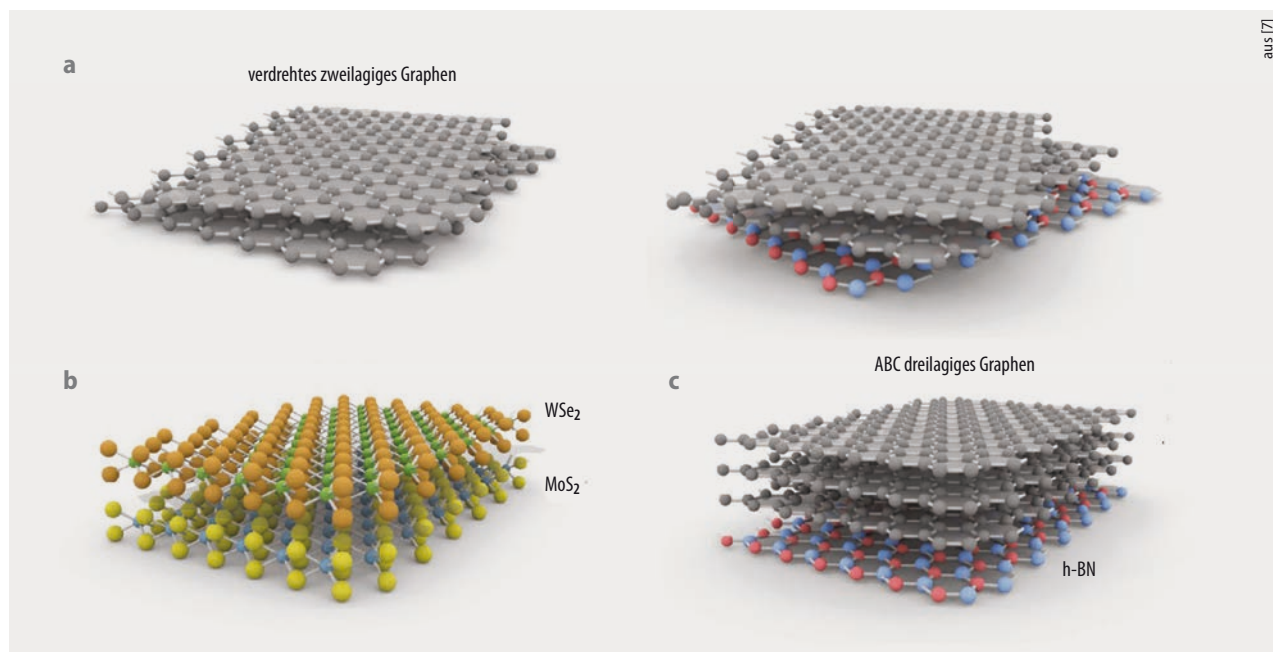 aus [7]
a
verdrehtes zweilagiges Graphen
b
WSe₂
MoS₂
c
ABC dreilagiges Graphen
h-BN